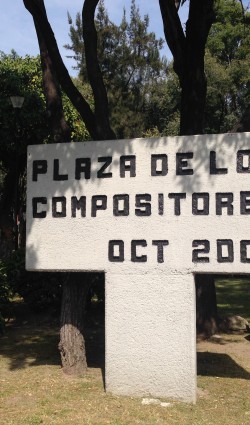 PLAZA DE LO
COMPOSITORE
OCT 200